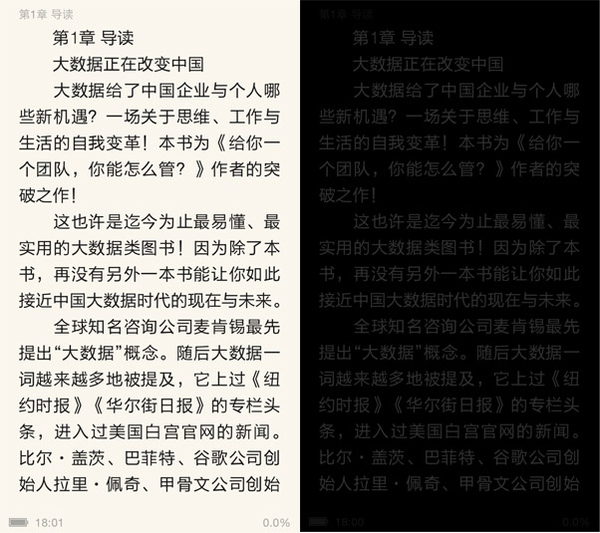 第1章 导读
第1章 导读
大数据正在改变中国
大数据给了中国企业与个人哪
些新机遇？一场关于思维、工作与
生活的自我变革！本书为《给你一
个团队，你能怎么管？》作者的突
破之作！
这也许是迄今为止最易懂、最
实用的大数据类图书！因为除了本
书，再没有另外一本书能让你如此
接近中国大数据时代的现在与未来。
全球知名咨询公司麦肯锡最先
提出“大数据”概念。随后大数据一
词越来越多地被提及，它上过《纽
约时报》《华尔街日报》的专栏头
条，进入过美国白宫官网的新闻。
比尔·盖茨、巴菲特、谷歌公司创
始人拉里·佩奇、甲骨文公司创始
18:01 0.0%
第1章 导读
第1章 导读
大数据正在改变中国
大数据给了中国企业与个人哪
些新机遇？一场关于思维、工作与
生活的自我变革！本书为《给你一
个团队，你能怎么管？》作者的突
破之作！
这也许是迄今为止最易懂、最
实用的大数据类图书！因为除了本
书，再没有另外一本书能让你如此
接近中国大数据时代的现在与未来。
全球知名咨询公司麦肯锡最先
提出“大数据”概念。随后大数据一
词越来越多地被提及，它上过《纽
约时报》《华尔街日报》的专栏头
条，进入过美国白宫官网的新闻。
比尔·盖茨、巴菲特、谷歌公司创
始人拉里·佩奇、甲骨文公司创始
18:00 0.0%